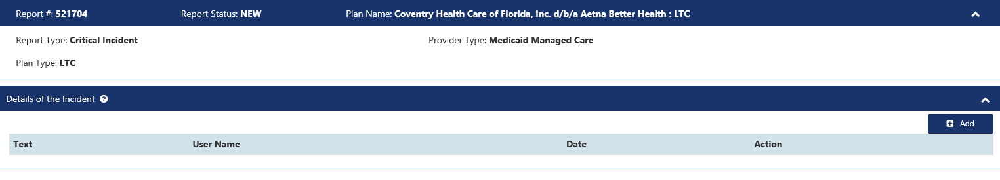 Report #: 521704 Report Status: NEW Plan Name: Coventry Health Care of Florida, Inc. d/b/a Aetna Better Health : LTC
Report Type: Critical Incident Provider Type: Medicaid Managed Care
Plan Type: LTC
Details of the Incident ?
Add
Text User Name Date Action